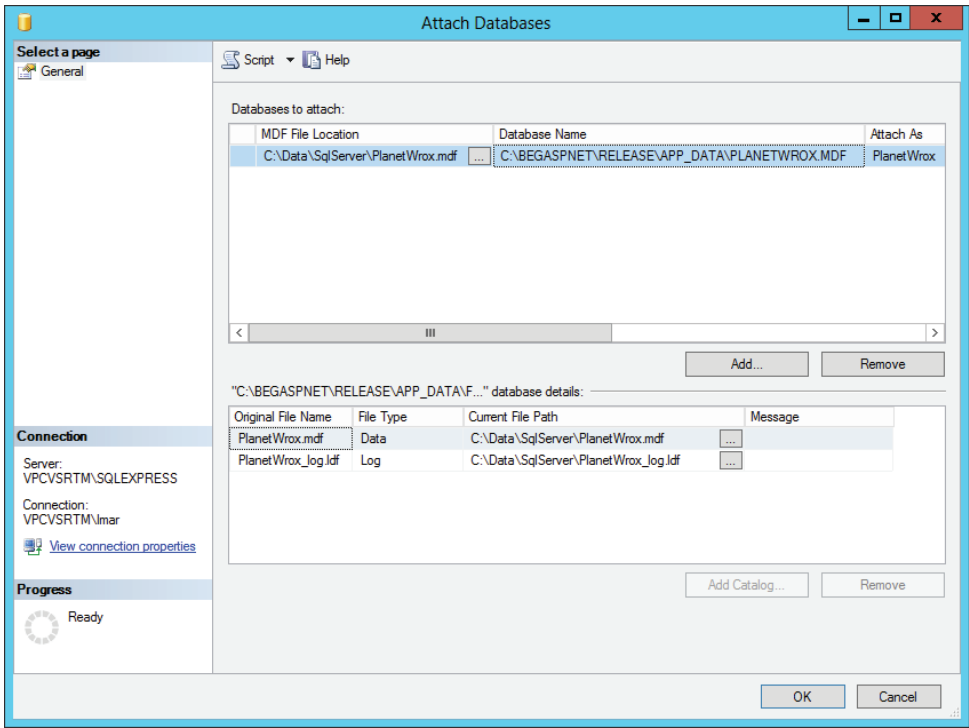 Attach Databases
Select a page
General
Script
Help
Databases to attach:
MDF File Location Database Name Attach As
C:\Data\SqlServer\PlanetWrox.mdf ... C:\BEGASPNET\RELEASE\APP_DATA\PLANETWROX.MDF PlanetWrox
Add... Remove
"C:\BEGASPNET\RELEASE\APP_DATA\F..." database details:
Original File Name File Type Current File Path Message
PlanetWrox.mdf Data C:\Data\SqlServer\PlanetWrox.mdf ...
PlanetWrox_log.ldf Log C:\Data\SqlServer\PlanetWrox_log.ldf ...
Add Catalog... Remove
Connection
Server:
VPCVSRTM\SQLEXPRESS
Connection:
VPCVSRTM\Imar
View connection properties
Progress
Ready
OK Cancel